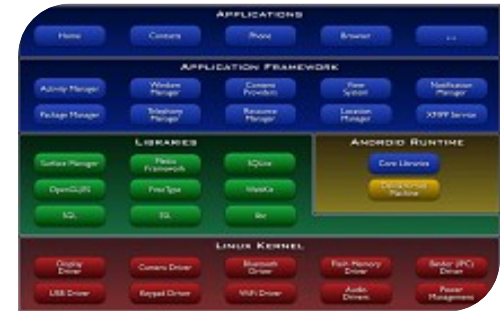 APPLICATIONS
Home
Contacts
Phone
Browser
...
APPLICATION FRAMEWORK
Activity Manager
Window
Manager
Content
Providers
View
System
Notification
Manager
Package Manager
Telephony
Manager
Resource
Manager
Location
Manager
XMPP Service
LIBRARIES
Surface Manager
Media
Framework
SQLite
OpenGL|ES
FreeType
WebKit
SGL
SSL
libc
ANDROID RUNTIME
Core Libraries
Dalvik Virtual
Machine
LINUX KERNEL
Display
Driver
Camera Driver
Bluetooth
Driver
Flash Memory
Driver
Binder (IPC)
Driver
USB Driver
Keypad Driver
WiFi Driver
Audio
Drivers
Power
Management